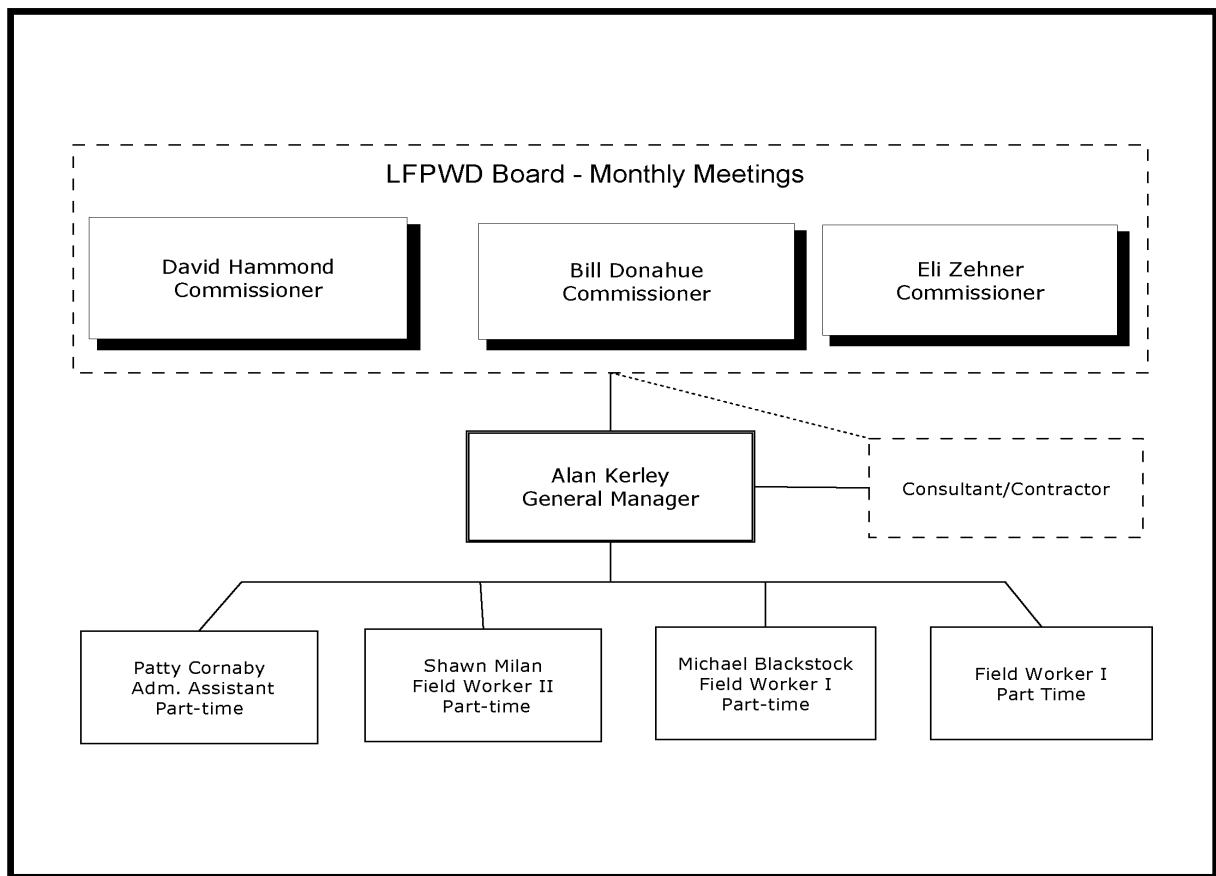 LFPWD Board - Monthly Meetings
David Hammond
Commissioner
Bill Donahue
Commissioner
Eli Zehner
Commissioner
Alan Kerley
General Manager
Consultant/Contractor
Patty Cornaby
Adm. Assistant
Part-time
Shawn Milan
Field Worker II
Part-time
Michael Blackstock
Field Worker I
Part-time
Field Worker I
Part Time